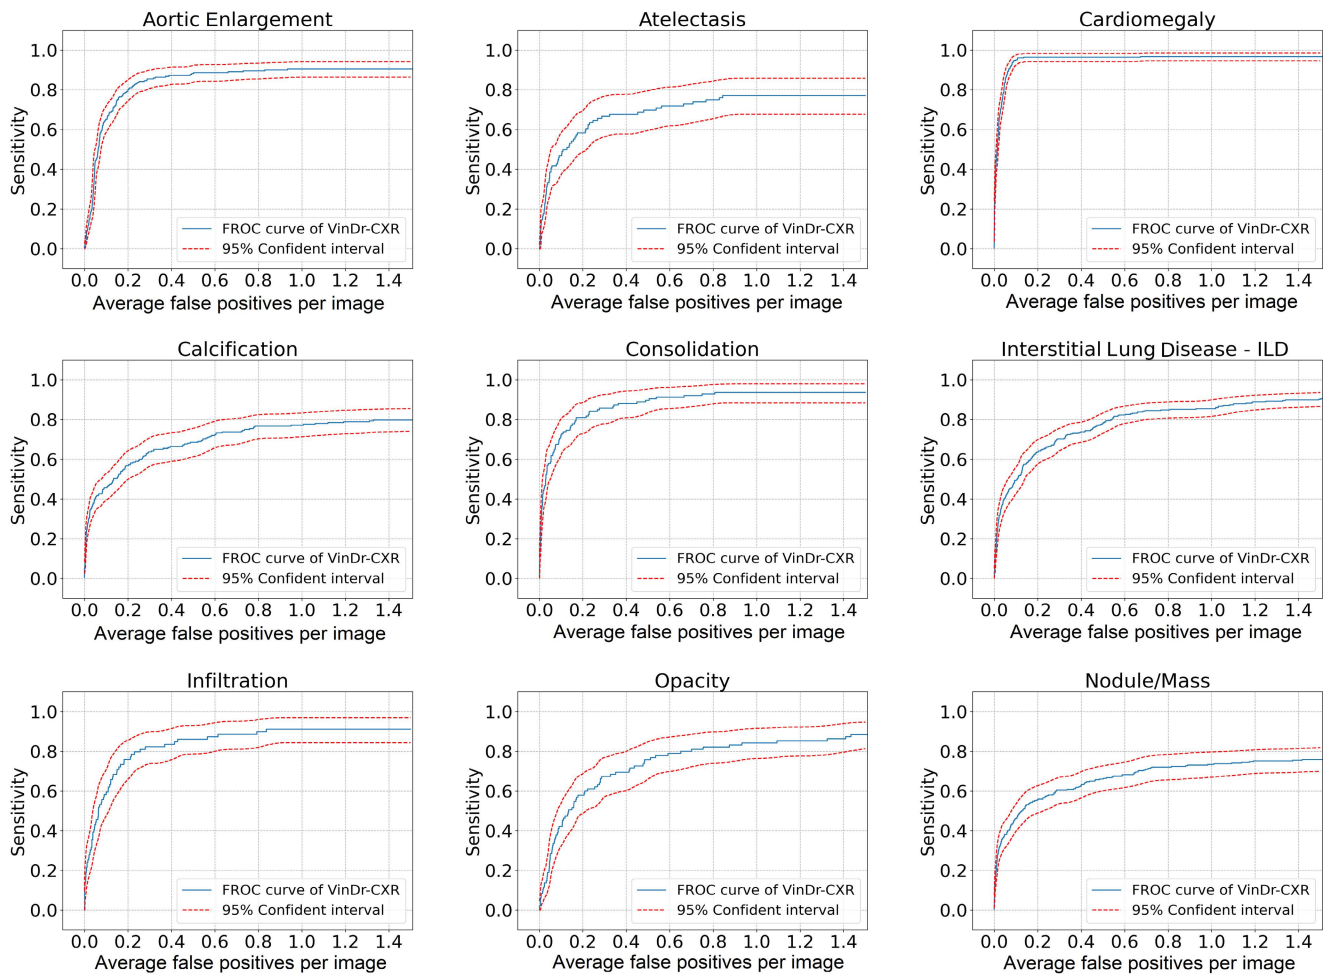 Aortic Enlargement
1.0
0.8
0.6
0.4
0.2
0.0
Sensitivity
FROC curve of VinDr-CXR
95% Confident interval
0.0 0.2 0.4 0.6 0.8 1.0 1.2 1.4
Average false positives per image
Atelectasis
1.0
0.8
0.6
0.4
0.2
0.0
Sensitivity
FROC curve of VinDr-CXR
95% Confident interval
0.0 0.2 0.4 0.6 0.8 1.0 1.2 1.4
Average false positives per image
Cardiomegaly
1.0
0.8
0.6
0.4
0.2
0.0
Sensitivity
FROC curve of VinDr-CXR
95% Confident interval
0.0 0.2 0.4 0.6 0.8 1.0 1.2 1.4
Average false positives per image
Calcification
1.0
0.8
0.6
0.4
0.2
0.0
Sensitivity
FROC curve of VinDr-CXR
95% Confident interval
0.0 0.2 0.4 0.6 0.8 1.0 1.2 1.4
Average false positives per image
Consolidation
1.0
0.8
0.6
0.4
0.2
0.0
Sensitivity
FROC curve of VinDr-CXR
95% Confident interval
0.0 0.2 0.4 0.6 0.8 1.0 1.2 1.4
Average false positives per image
Interstitial Lung Disease - ILD
1.0
0.8
0.6
0.4
0.2
0.0
Sensitivity
FROC curve of VinDr-CXR
95% Confident interval
0.0 0.2 0.4 0.6 0.8 1.0 1.2 1.4
Average false positives per image
Infiltration
1.0
0.8
0.6
0.4
0.2
0.0
Sensitivity
FROC curve of VinDr-CXR
95% Confident interval
0.0 0.2 0.4 0.6 0.8 1.0 1.2 1.4
Average false positives per image
Opacity
1.0
0.8
0.6
0.4
0.2
0.0
Sensitivity
FROC curve of VinDr-CXR
95% Confident interval
0.0 0.2 0.4 0.6 0.8 1.0 1.2 1.4
Average false positives per image
Nodule/Mass
1.0
0.8
0.6
0.4
0.2
0.0
Sensitivity
FROC curve of VinDr-CXR
95% Confident interval
0.0 0.2 0.4 0.6 0.8 1.0 1.2 1.4
Average false positives per image